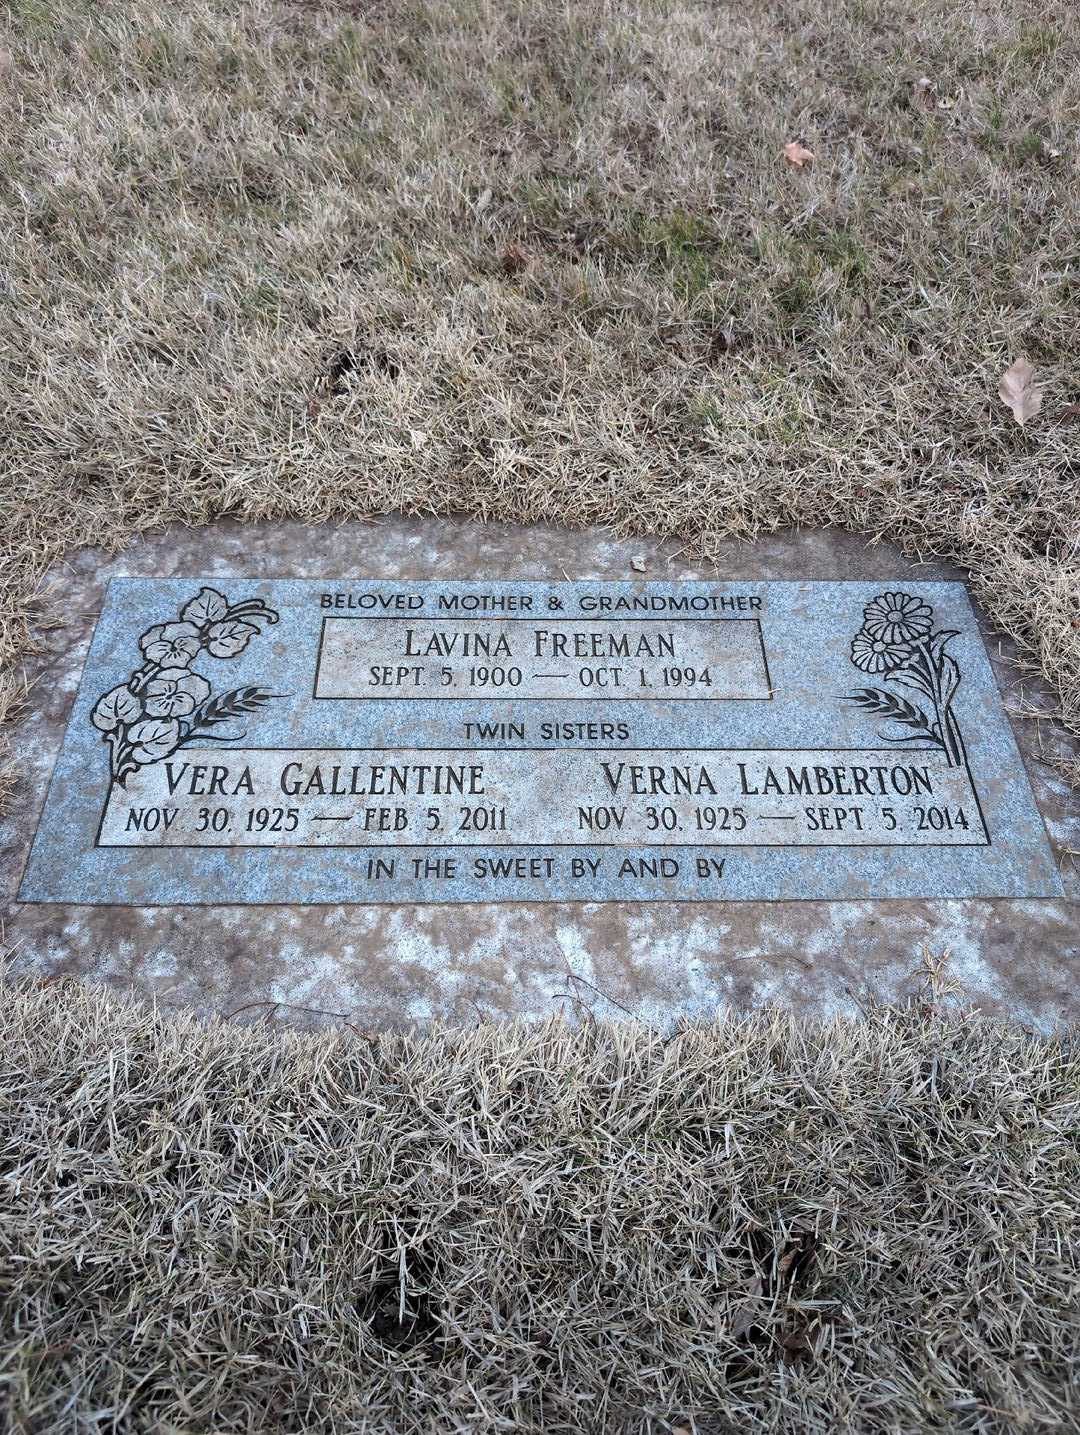 BELOVED MOTHER & GRANDMOTHER
LAVINA FREEMAN
SEPT. 5, 1900 — OCT. 1, 1994
TWIN SISTERS
VERA GALLENTINE
NOV. 30, 1925 — FEB. 5, 2011
VERNA LAMBERTON
NOV. 30, 1925 — SEPT. 5, 2014
IN THE SWEET BY AND BY